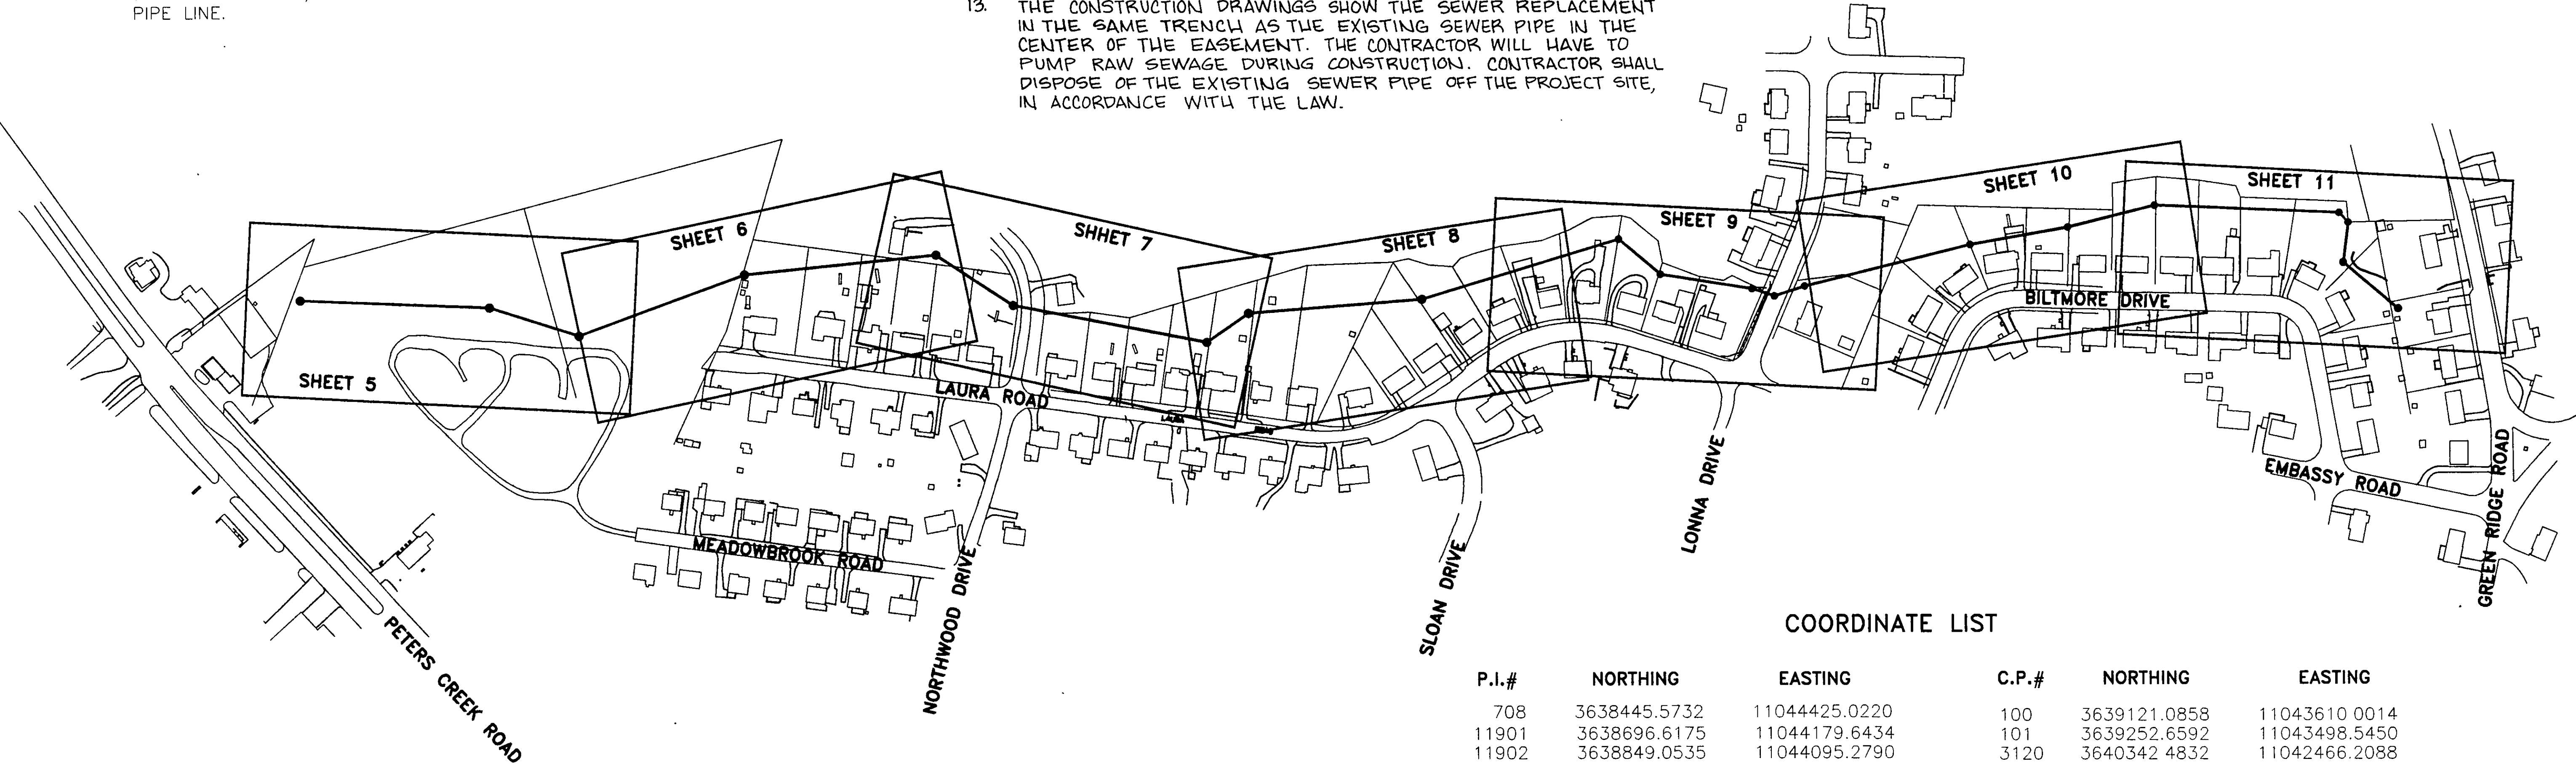 PIPE LINE.
13. THE CONSTRUCTION DRAWINGS SHOW THE SEWER REPLACEMENT
IN THE SAME TRENCH AS THE EXISTING SEWER PIPE IN THE
CENTER OF THE EASEMENT. THE CONTRACTOR WILL HAVE TO
PUMP RAW SEWAGE DURING CONSTRUCTION. CONTRACTOR SHALL
DISPOSE OF THE EXISTING SEWER PIPE OFF THE PROJECT SITE,
IN ACCORDANCE WITH THE LAW.
SHEET 5
SHEET 6
SHHET 7
SHEET 8
SHEET 9
SHEET 10
SHEET 11
BILTMORE DRIVE
LAURA ROAD
MEADOWBROOK ROAD
NORTHWOOD DRIVE
PETERS CREEK ROAD
SLOAN DRIVE
LONNA DRIVE
EMBASSY ROAD
GREEN RIDGE ROAD
COORDINATE LIST
P.I.# NORTHING EASTING C.P.# NORTHING EASTING
708 3638445.5732 11044425.0220 100 3639121.0858 11043610 0014
11901 3638696.6175 11044179.6434 101 3639252.6592 11043498.5450
11902 3638849.0535 11044095.2790 3120 3640342 4832 11042466.2088